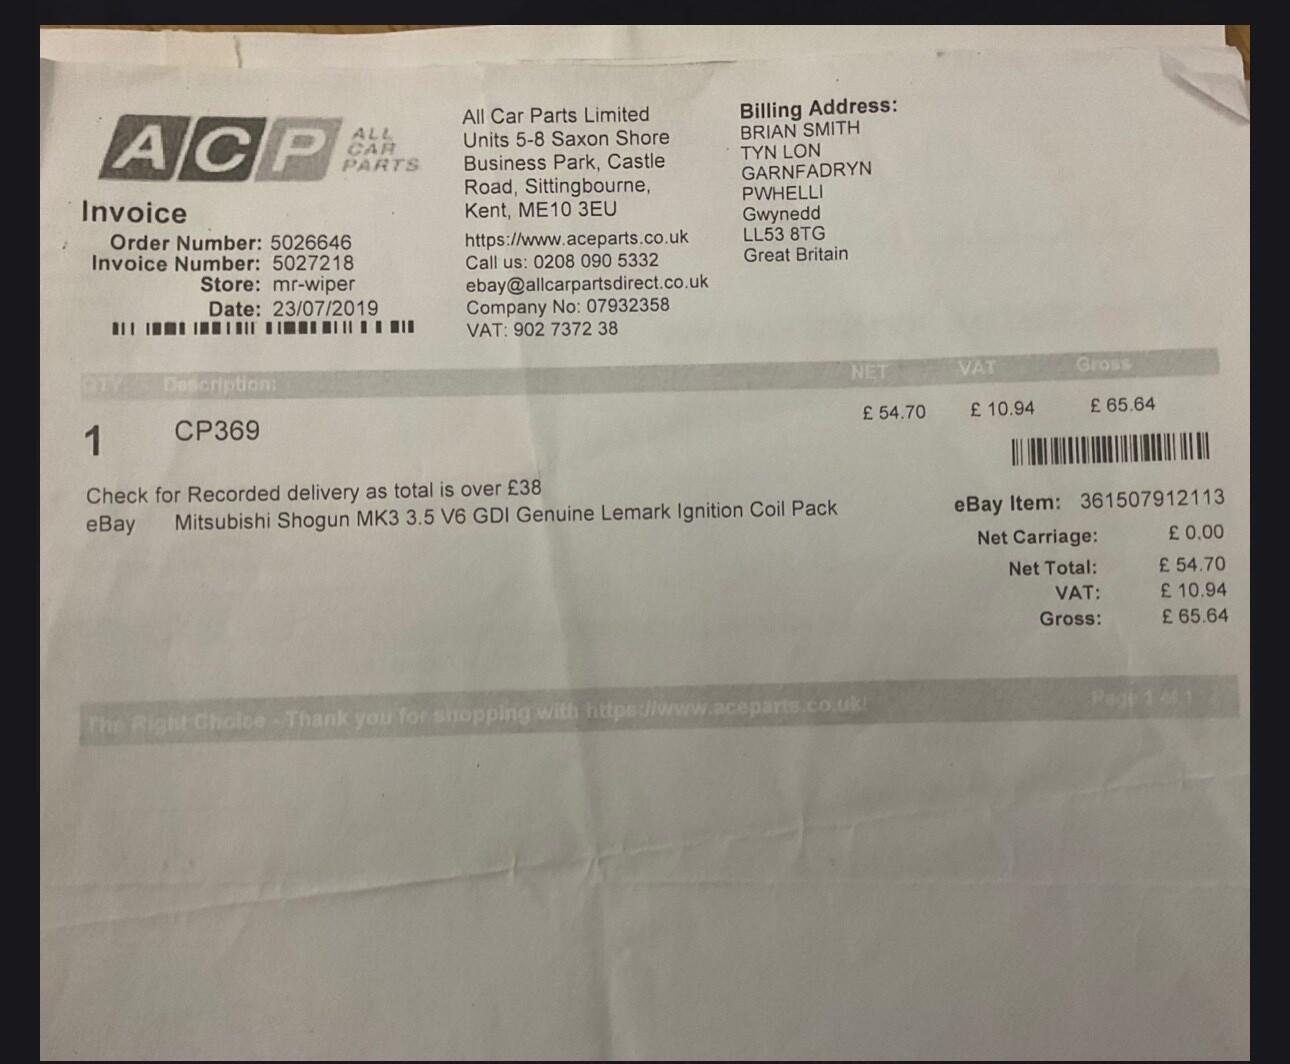 ACP ALL CAR PARTS
Invoice
Order Number: 5026646
Invoice Number: 5027218
Store: mr-wiper
Date: 23/07/2019
All Car Parts Limited
Units 5-8 Saxon Shore
Business Park, Castle
Road, Sittingbourne,
Kent, ME10 3EU
https://www.aceparts.co.uk
Call us: 0208 090 5332
ebay@allcarpartsdirect.co.uk
Company No: 07932358
VAT: 902 7372 38
Billing Address:
BRIAN SMITH
TYN LON
GARNFADRYN
PWHELLI
Gwynedd
LL53 8TG
Great Britain
QTY Description: NET VAT Gross
1 CP369 £ 54.70 £ 10.94 £ 65.64
Check for Recorded delivery as total is over £38
eBay Mitsubishi Shogun MK3 3.5 V6 GDI Genuine Lemark Ignition Coil Pack
eBay Item: 361507912113
Net Carriage: £ 0.00
Net Total: £ 54.70
VAT: £ 10.94
Gross: £ 65.64
The Right Choice - Thank you for shopping with https://www.aceparts.co.uk! Page 1 of 1